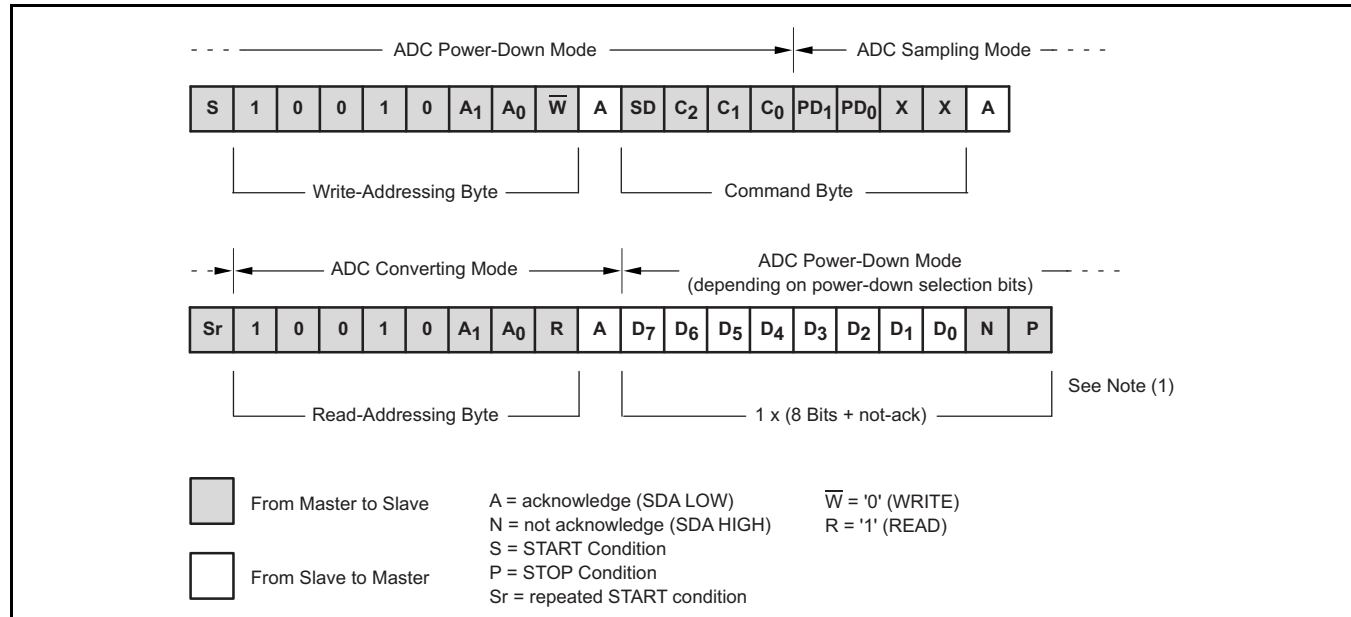 ADC Power-Down Mode ADC Sampling Mode
S 1 0 0 1 0 A1 A0 W̅ A SD C2 C1 C0 PD1 PD0 X X A
Write-Addressing Byte Command Byte
ADC Converting Mode ADC Power-Down Mode
(depending on power-down selection bits)
Sr 1 0 0 1 0 A1 A0 R A D7 D6 D5 D4 D3 D2 D1 D0 N P
See Note (1)
Read-Addressing Byte 1 x (8 Bits + not-ack)
From Master to Slave
From Slave to Master
A = acknowledge (SDA LOW)
N = not acknowledge (SDA HIGH)
S = START Condition
P = STOP Condition
Sr = repeated START condition
W̅ = '0' (WRITE)
R = '1' (READ)